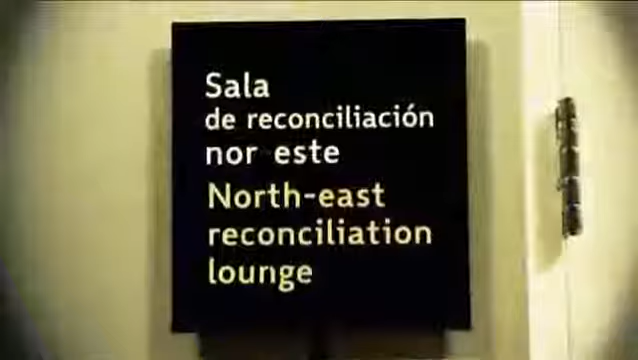 Sala
de reconciliación
nor este
North-east
reconciliation
lounge